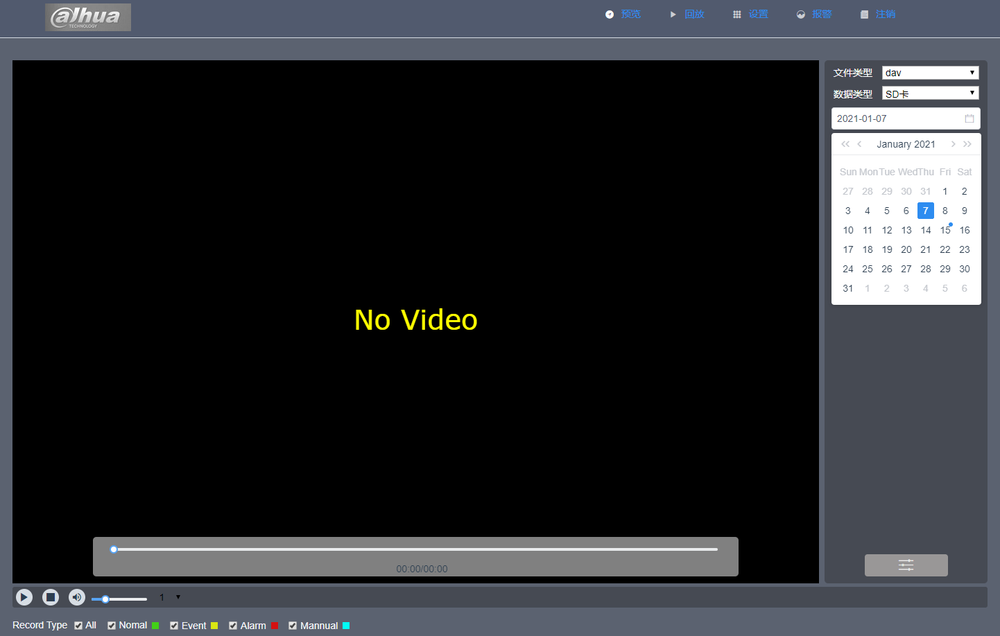 alhua
TECHNOLOGY
预览 回放 设置 报警 注销
文件类型 dav
数据类型 SD卡
2021-01-07
January 2021
Sun Mon Tue Wed Thu Fri Sat
27 28 29 30 31 1 2
3 4 5 6 7 8 9
10 11 12 13 14 15 16
17 18 19 20 21 22 23
24 25 26 27 28 29 30
31 1 2 3 4 5 6
No Video
00:00/00:00
1
Record Type All Nomal Event Alarm Mannual